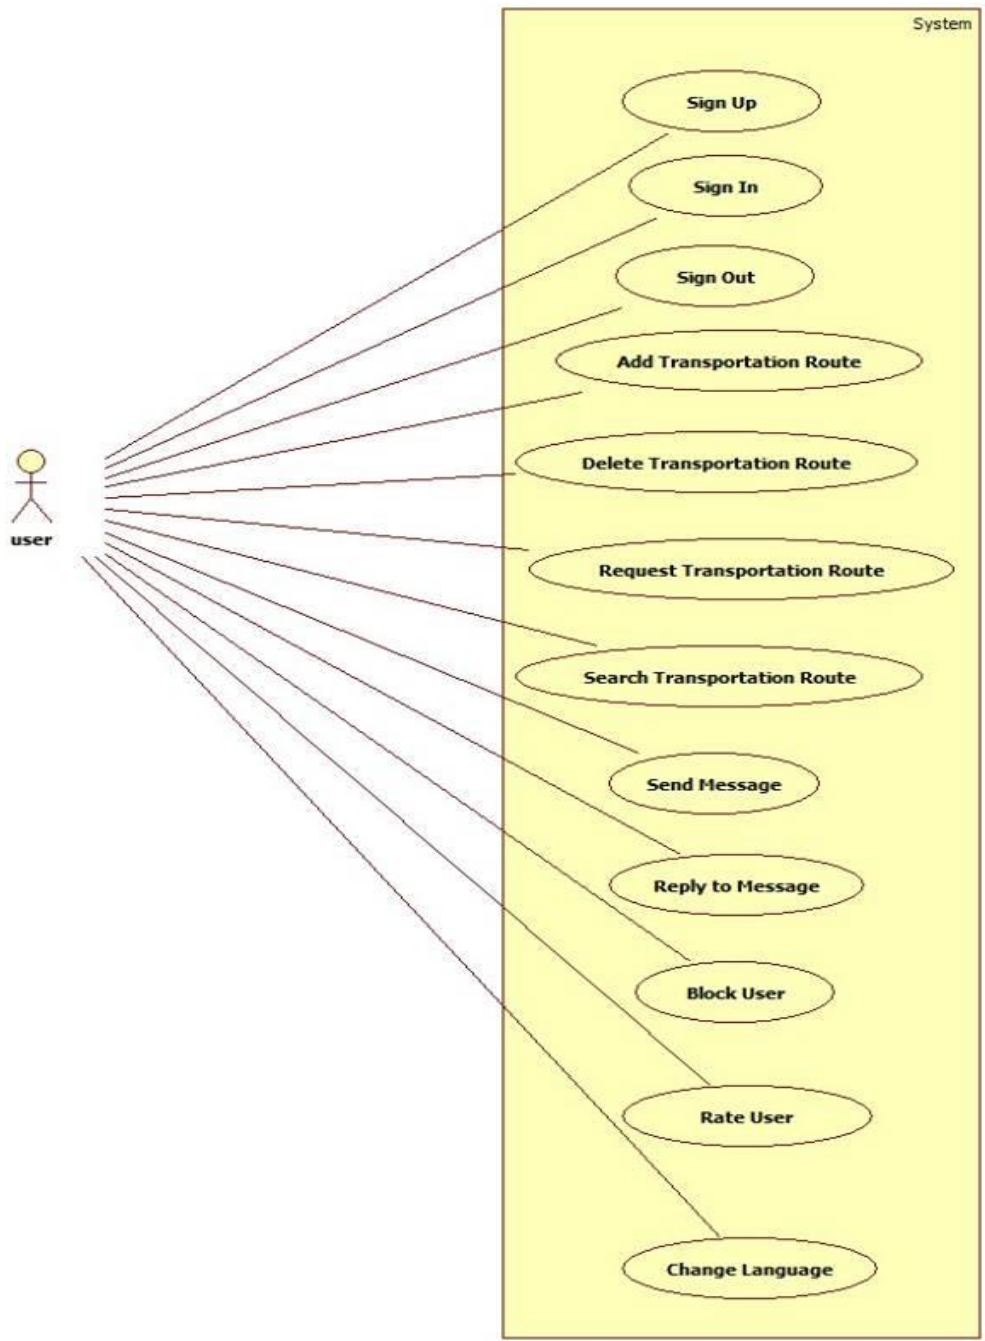 System
Sign Up
Sign In
Sign Out
Add Transportation Route
Delete Transportation Route
user
Request Transportation Route
Search Transportation Route
Send Message
Reply to Message
Block User
Rate User
Change Language